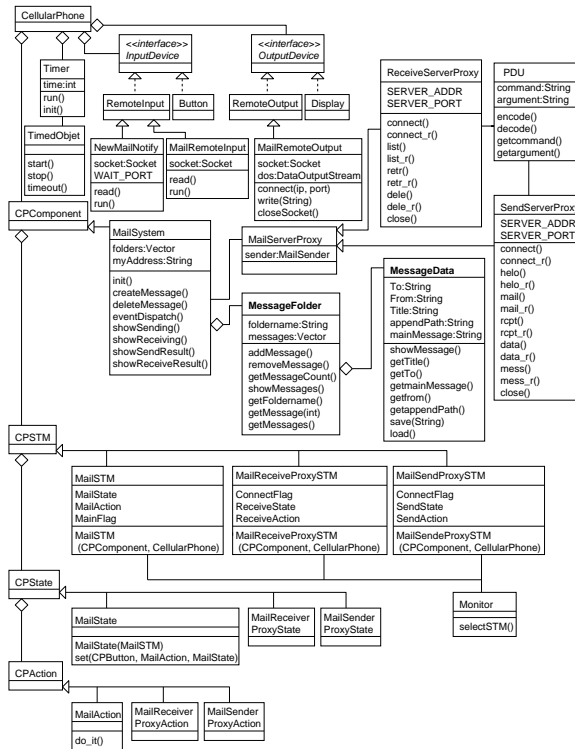 CellularPhone
<<interface>>
InputDevice
<<interface>>
OutputDevice
Timer
time:int
run()
init()
RemoteInput
Button
RemoteOutput
Display
ReceiveServerProxy
SERVER_ADDR
SERVER_PORT
connect()
connect_r()
list()
list_r()
retr()
retr_r()
dele()
dele_r()
close()
PDU
command:String
argument:String
encode()
decode()
getcommand()
getargument()
TimedObjet
start()
stop()
timeout()
NewMailNotify
socket:Socket
WAIT_PORT
read()
run()
MailRemoteInput
socket:Socket
read()
run()
MailRemoteOutput
socket:Socket
dos:DataOutputStream
connect(ip, port)
write(String)
closeSocket()
CPComponent
MailSystem
folders:Vector
myAddress:String
init()
createMessage()
deleteMessage()
eventDispatch()
showSending()
showReceiving()
showSendResult()
showReceiveResult()
MailServerProxy
sender:MailSender
SendServerProxy
SERVER_ADDR
SERVER_PORT
connect()
connect_r()
helo()
helo_r()
mail()
mail_r()
rcpt()
rcpt_r()
data()
data_r()
mess()
mess_r()
close()
MessageFolder
foldername:String
messages:Vector
addMessage()
removeMessage()
getMessageCount()
showMessages()
getFoldername()
getMessage(int)
getMessages()
MessageData
To:String
From:String
Title:String
appendPath:String
mainMessage:String
showMessage()
getTitle()
getTo()
getmainMessage()
getfrom()
getappendPath()
save(String)
load()
CPSTM
MailSTM
MailState
MailAction
MainFlag
MailSTM
(CPComponent, CellularPhone)
MailReceiveProxySTM
ConnectFlag
ReceiveState
ReceiveAction
MailReceiveProxySTM
(CPComponent, CellularPhone)
MailSendProxySTM
ConnectFlag
SendState
SendAction
MailSendeProxySTM
(CPComponent, CellularPhone)
CPState
MailState
MailState(MailSTM)
set(CPButton, MailAction, MailState)
MailReceiver
ProxyState
MailSender
ProxyState
Monitor
selectSTM()
CPAction
MailAction
do_it()
MailReceiver
ProxyAction
MailSender
ProxyAction